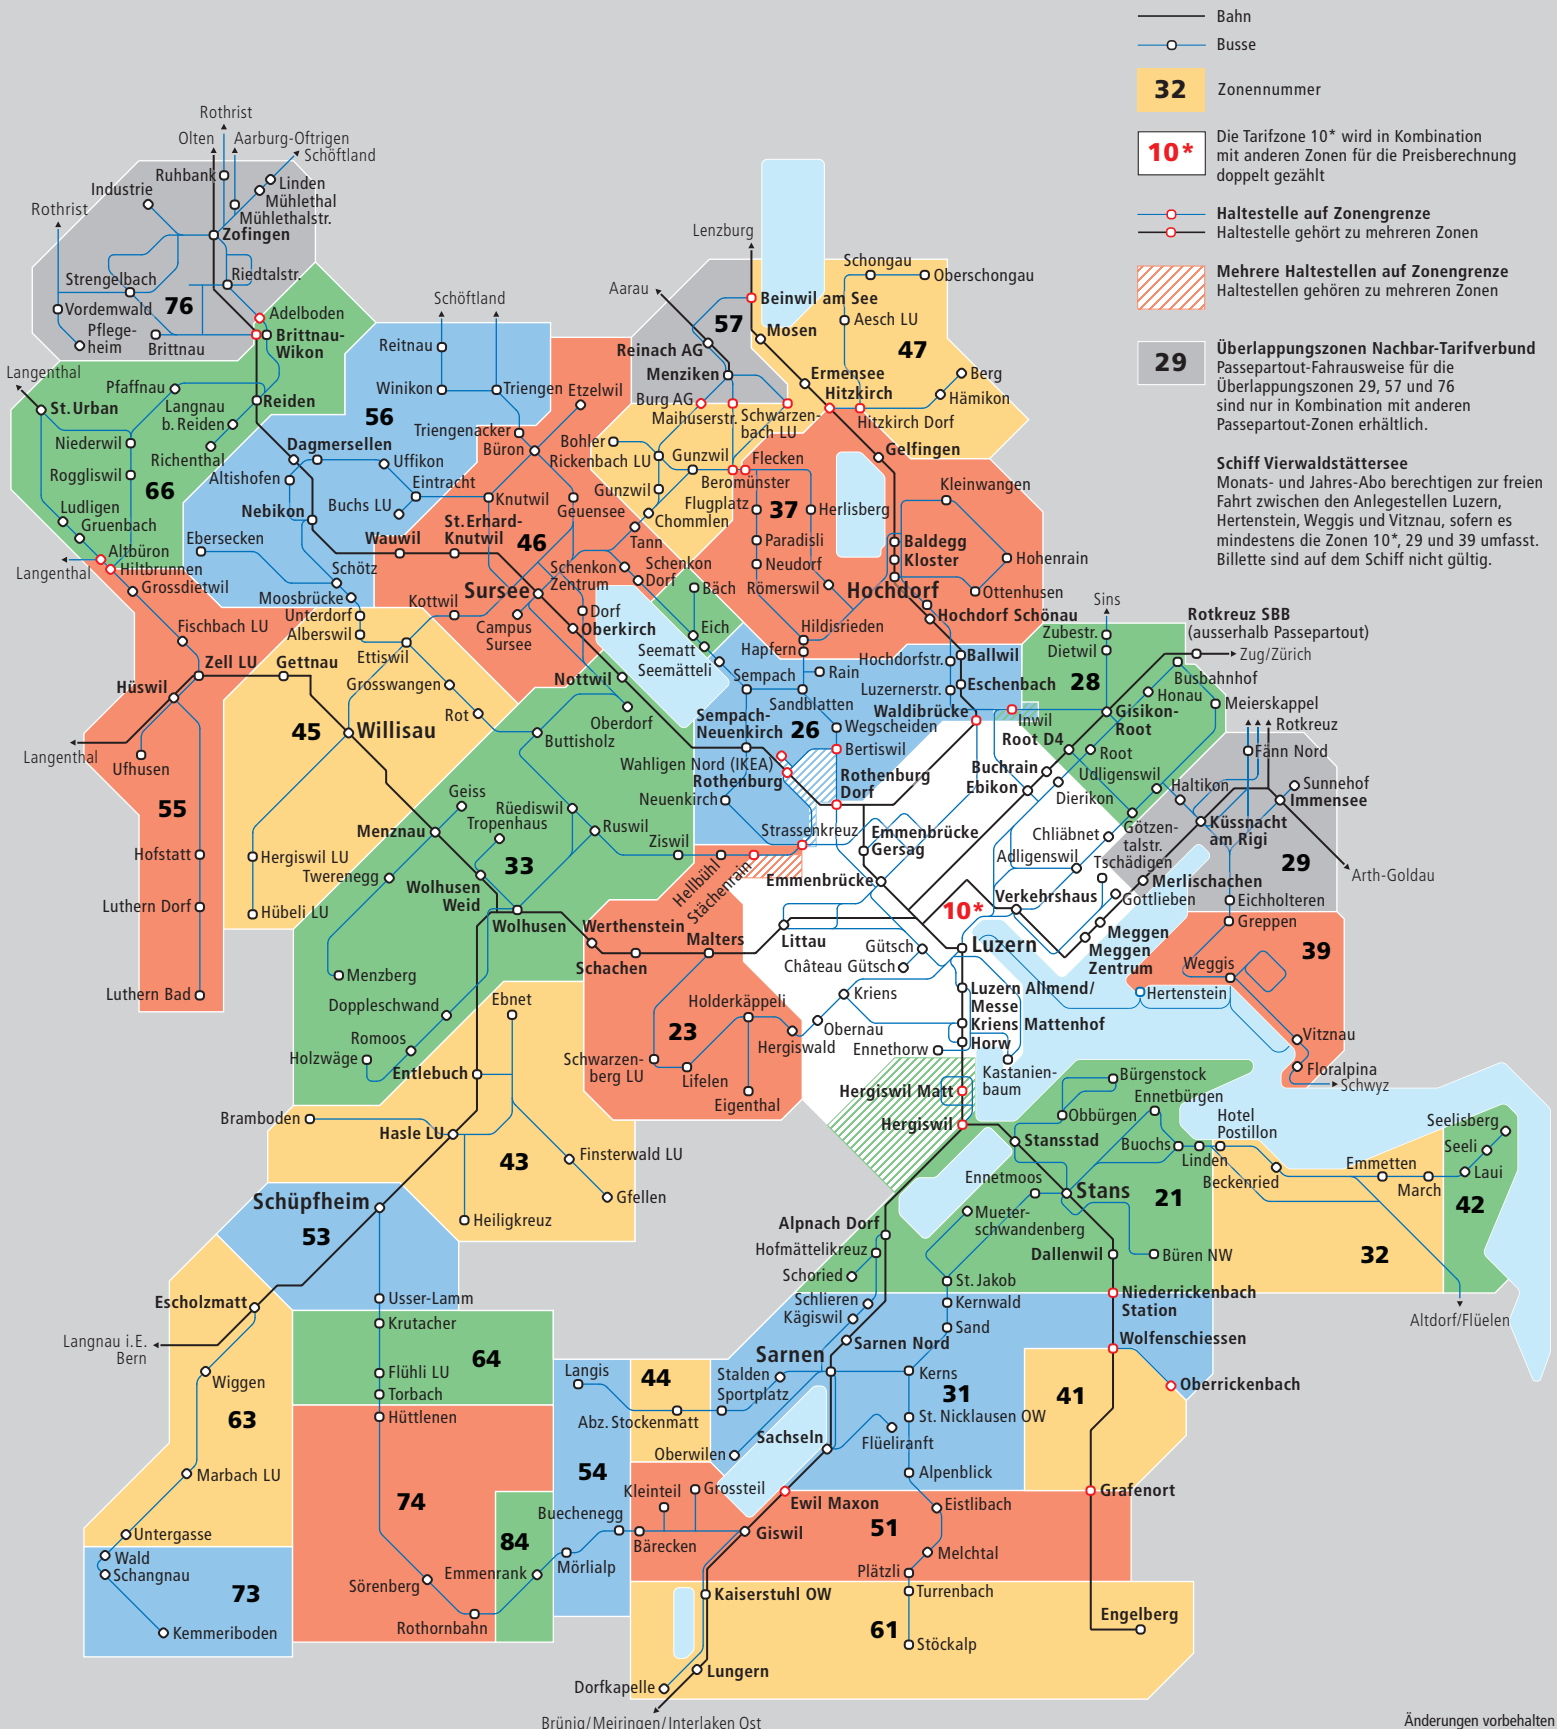 Bahn
Busse
32 Zonennummer
10* Die Tarifzone 10* wird in Kombination
mit anderen Zonen für die Preisberechnung
doppelt gezählt
Haltestelle auf Zonengrenze
Haltestelle gehört zu mehreren Zonen
Mehrere Haltestellen auf Zonengrenze
Haltestellen gehören zu mehreren Zonen
29 Überlappungszonen Nachbar-Tarifverbund
Passepartout-Fahrausweise für die
Überlappungszonen 29, 57 und 76
sind nur in Kombination mit anderen
Passepartout-Zonen erhältlich.
Schiff Vierwaldstättersee
Monats- und Jahres-Abo berechtigen zur freien
Fahrt zwischen den Anlegestellen Luzern,
Hertenstein, Weggis und Vitznau, sofern es
mindestens die Zonen 10*, 29 und 39 umfasst.
Billette sind auf dem Schiff nicht gültig.
Rothrist
Olten
Aarburg-Oftrigen
Schöftland
Ruhbank
Linden
Mühlethal
Mühlethalstr.
Industrie
Rothrist
Zofingen
Strengelbach
Riedtalstr.
76
Vordemwald
Pflege-
heim
Brittnau
Adelboden
Brittnau-
Wikon
Langenthal
St.Urban
Pfaffnau
Langnau
b. Reiden
Reiden
Niederwil
Richenthal
Roggliswil
66
Ludligen
Gruenbach
Altbüron
Hiltbrunnen
Langenthal
Grossdietwil
Fischbach LU
Zell LU
Gettnau
Hüswil
Langenthal
Ufhusen
55
Hofstatt
Luthern Dorf
Luthern Bad
Schöftland
Reitnau
Winikon
Triengen
56
Dagmersellen
Uffikon
Altishofen
Eintracht
Buchs LU
Nebikon
Ebersecken
Schötz
Moosbrücke
Wauwil
St.Erhard-
Knutwil
Etzelwil
Triengenacker
Büron
Knutwil
Geuensee
46
Schenkon
Zentrum
Schenkon
Dorf
Tann
Sursee
Dorf
Oberkirch
Campus
Sursee
Kottwil
Nottwil
Unterdorf
Alberswil
Ettiswil
Grosswangen
Rot
45
Willisau
Hergiswil LU
Hübeli LU
Oberdorf
Buttisholz
Geiss
Tropenhaus
Rüediswil
Menznau
Ruswil
Ziswil
33
Twerenegg
Wolhusen
Weid
Wolhusen
Menzberg
Doppleschwand
Romoos
Holzwäge
Lenzburg
Aarau
57
Beinwil am See
Mosen
Reinach AG
Menziken
Burg AG
Maihuserstr.
Schwarzen-
bach LU
Schongau
Oberschongau
Aesch LU
47
Ermensee
Hitzkirch
Berg
Hämikon
Hitzkirch Dorf
Gelfingen
Bohler
Rickenbach LU
Gunzwil
Gunzwil
Flecken
Beromünster
Flugplatz
Chommlen
37
Herlisberg
Paradisli
Neudorf
Römerswil
Kleinwangen
Baldegg
Kloster
Hohenrain
Hochdorf
Ottenhusen
Hochdorf Schönau
Hildisrieden
Hapfern
Bäch
Eich
Seematt
Seemätteli
Hochdorfstr.
Ballwil
Rain
Sempach
Sandblatten
Luzernerstr.
Eschenbach
Waldibrücke
Inwil
Sempach-
Neuenkirch
26
Wegscheiden
Bertiswil
Wahligen Nord (IKEA)
Rothenburg
Rothenburg
Dorf
Neuenkirch
Strassenkreuz
Sins
Zubestr.
Dietwil
28
Rotkreuz SBB
(ausserhalb Passepartout)
Zug/Zürich
Busbahnhof
Honau
Gisikon-
Root
Meierskappel
Rotkreuz
Root D4
Root
Buchrain
Ebikon
Udligenswil
Dierikon
Fänn Nord
Haltikon
Sunnehof
Immensee
Küssnacht
am Rigi
29
Arth-Goldau
Chliäbnet
Götzen-
talstr.
Adligenswil
Tschädigen
Merlischachen
Gottlieben
Eichholteren
Verkehrshaus
Meggen
Meggen
Zentrum
Emmenbrücke
Gersag
Emmenbrücke
10*
Littau
Gütsch
Luzern
Château Gütsch
Kriens
Obernau
Luzern Allmend/
Messe
Kriens Mattenhof
Horw
Ennethorw
Kastanien-
baum
Hergiswil Matt
Hergiswil
Hellbühl
Stächenrain
Werthenstein
Schachen
Malters
Holderkäppeli
23
Hergiswald
Schwarzen-
berg LU
Lifelen
Eigenthal
Greppen
39
Weggis
Hertenstein
Vitznau
Floralpina
Schwyz
Ebnet
Entlebuch
Bramboden
Hasle LU
43
Finsterwald LU
Gfellen
Heiligkreuz
Schüpfheim
53
Usser-Lamm
Escholzmatt
Langnau i.E.
Bern
Krutacher
64
Flühli LU
Torbach
Hüttlenen
Wiggen
63
Marbach LU
Untergasse
Wald
Schangnau
73
Kemmeriboden
74
Sörenberg
Rothornbahn
84
Emmenrank
Mörlialp
54
Buechenegg
Langis
44
Abz. Stockenmatt
Bürgenstock
Obbürgen
Ennetbürgen
Stansstad
Buochs
Linden
Hotel
Postillon
Beckenried
Emmetten
March
Seelisberg
Seeli
Laui
42
Ennetmoos
Stans
21
Mueter-
schwandenberg
Dallenwil
Büren NW
32
Altdorf/Flüelen
Alpnach Dorf
Hofmättelikreuz
Schoried
St. Jakob
Niederrickenbach
Station
Schlieren
Kägiswil
Kernwald
Sand
Wolfenschiessen
Sarnen Nord
Sarnen
Oberrickenbach
Stalden
Sportplatz
Kerns
31
41
St. Nicklausen OW
Oberwilen
Sachseln
Flüeliranft
Alpenblick
Kleinteil
Grossteil
Ewil Maxon
Grafenort
Eistlibach
Giswil
51
Bärecken
Melchtal
Plätzli
Turrenbach
Kaiserstuhl OW
61
Stöckalp
Engelberg
Lungern
Dorfkapelle
Brünig/Meiringen/Interlaken Ost
Änderungen vorbehalten